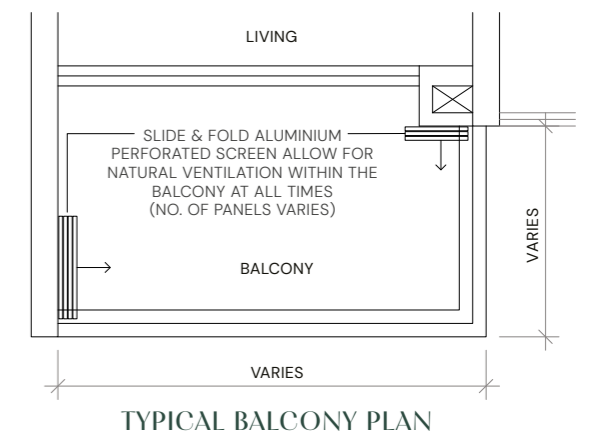 LIVING
SLIDE & FOLD ALUMINIUM
PERFORATED SCREEN ALLOW FOR
NATURAL VENTILATION WITHIN THE
BALCONY AT ALL TIMES
(NO. OF PANELS VARIES)
VARIES
BALCONY
VARIES
TYPICAL BALCONY PLAN